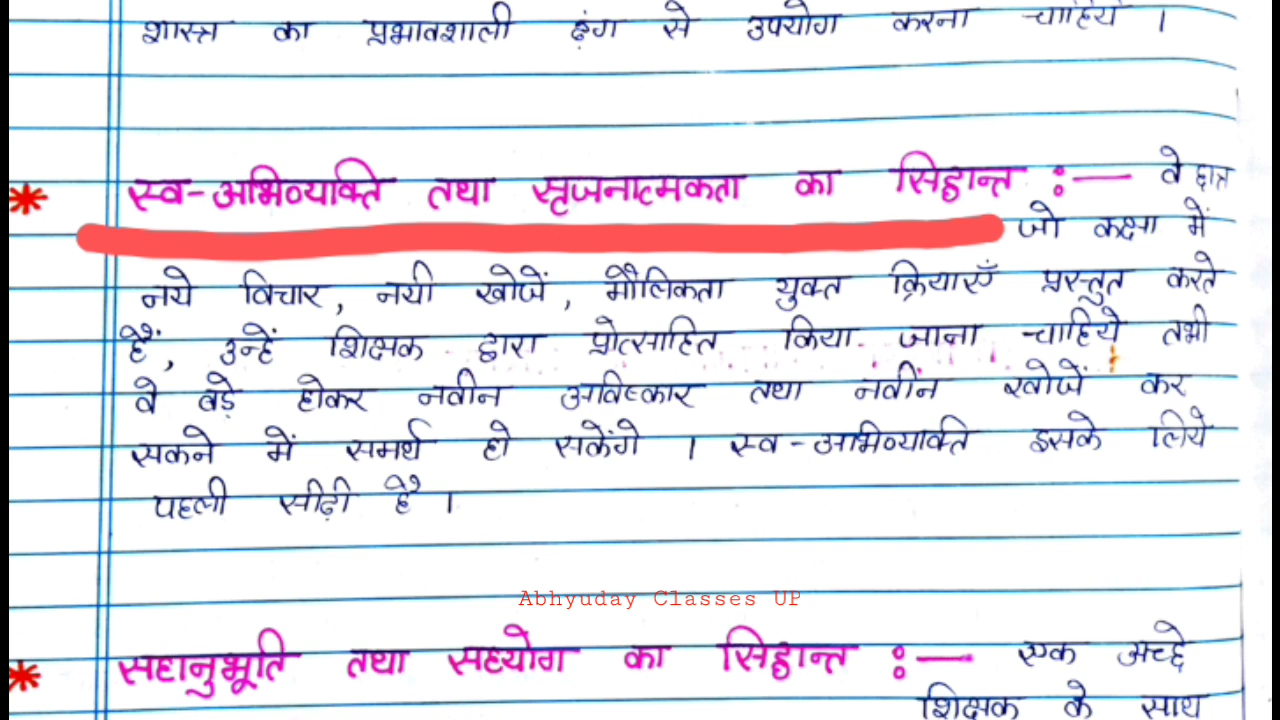 शास्त्र का प्रभावशाली ढ़ंग से उपयोग करना चाहिये ।
स्व-अभिव्यक्ति तथा सृजनात्मकता का सिद्धान्त :— वे छात्र
जो कक्षा में
नये विचार, नयी खोजें, मौलिकता युक्त क्रियाएँ प्रस्तुत करते
हैं, उन्हें शिक्षक द्वारा प्रोत्साहित किया जाना चाहिये तभी
वे बड़े होकर नवीन आविष्कार तथा नवीन खोजें कर
सकने में समर्थ हो सकेंगे । स्व-अभिव्यक्ति इसके लिये
पहली सीढ़ी है ।
Abhyuday Classes UP
सहानुभूति तथा सहयोग का सिद्धान्त :— एक अच्छे
शिक्षक के साथ